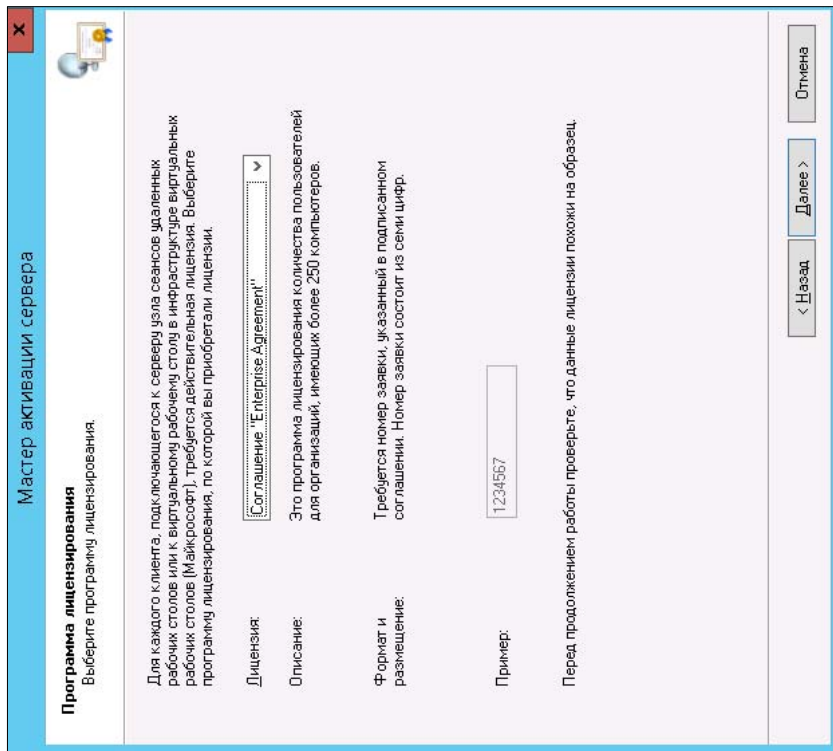 Мастер активации сервера
x
Программа лицензирования
Выберите программу лицензирования.
Для каждого клиента, подключающегося к серверу узла сеансов удаленных
рабочих столов или к виртуальному рабочему столу в инфраструктуре виртуальных
рабочих столов (Майкрософт), требуется действительная лицензия. Выберите
программу лицензирования, по которой вы приобретали лицензии.
Лицензия:
Соглашение "Enterprise Agreement"
Описание:
Это программа лицензирования количества пользователей
для организаций, имеющих более 250 компьютеров.
Формат и
размещение:
Требуется номер заявки, указанный в подписанном
соглашении. Номер заявки состоит из семи цифр.
Пример:
1234567
Перед продолжением работы проверьте, что данные лицензии похожи на образец.
< Назад
Далее >
Отмена